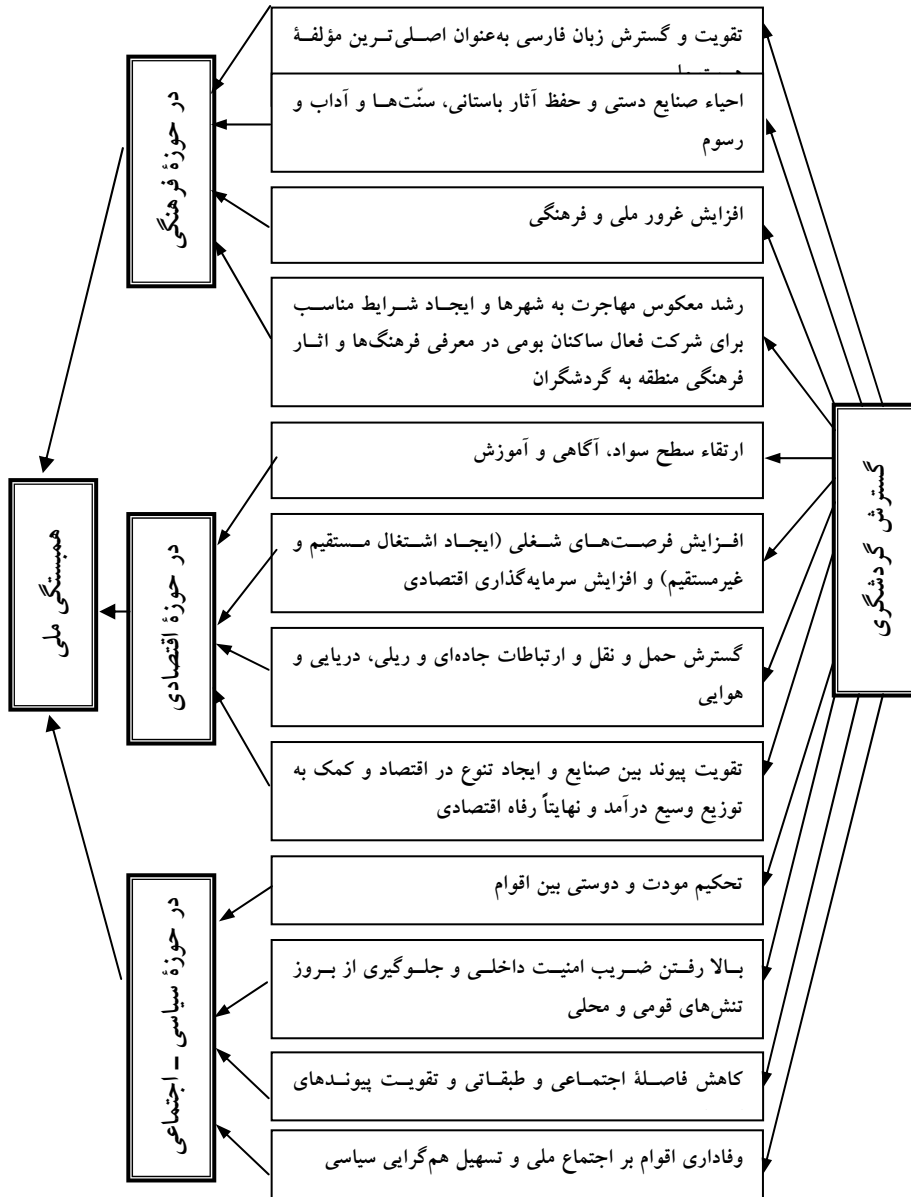 گسترش گردشگری
تقویت و گسترش زبان فارسی به‌عنوان اصلی‌ترین مؤلفۀ
احیاء صنایع دستی و حفظ آثار باستانی، سنّت‌ها و آداب و
رسوم
افزایش غرور ملی و فرهنگی
رشد معکوس مهاجرت به شهرها و ایجاد شرایط مناسب
برای شرکت فعال ساکنان بومی در معرفی فرهنگ‌ها و اثار
فرهنگی منطقه به گردشگران
ارتقاء سطح سواد، آگاهی و آموزش
افزایش فرصت‌های شغلی (ایجاد اشتغال مستقیم و
غیرمستقیم) و افزایش سرمایه‌گذاری اقتصادی
گسترش حمل و نقل و ارتباطات جاده‌ای و ریلی، دریایی و
هوایی
تقویت پیوند بین صنایع و ایجاد تنوع در اقتصاد و کمک به
توزیع وسیع درآمد و نهایتاً رفاه اقتصادی
تحکیم مودت و دوستی بین اقوام
بالا رفتن ضریب امنیت داخلی و جلوگیری از بروز
تنش‌های قومی و محلی
کاهش فاصلۀ اجتماعی و طبقاتی و تقویت پیوندهای
وفاداری اقوام بر اجتماع ملی و تسهیل هم‌گرایی سیاسی
در حوزۀ فرهنگی
در حوزۀ اقتصادی
در حوزۀ سیاسی - اجتماعی
همبستگی ملی